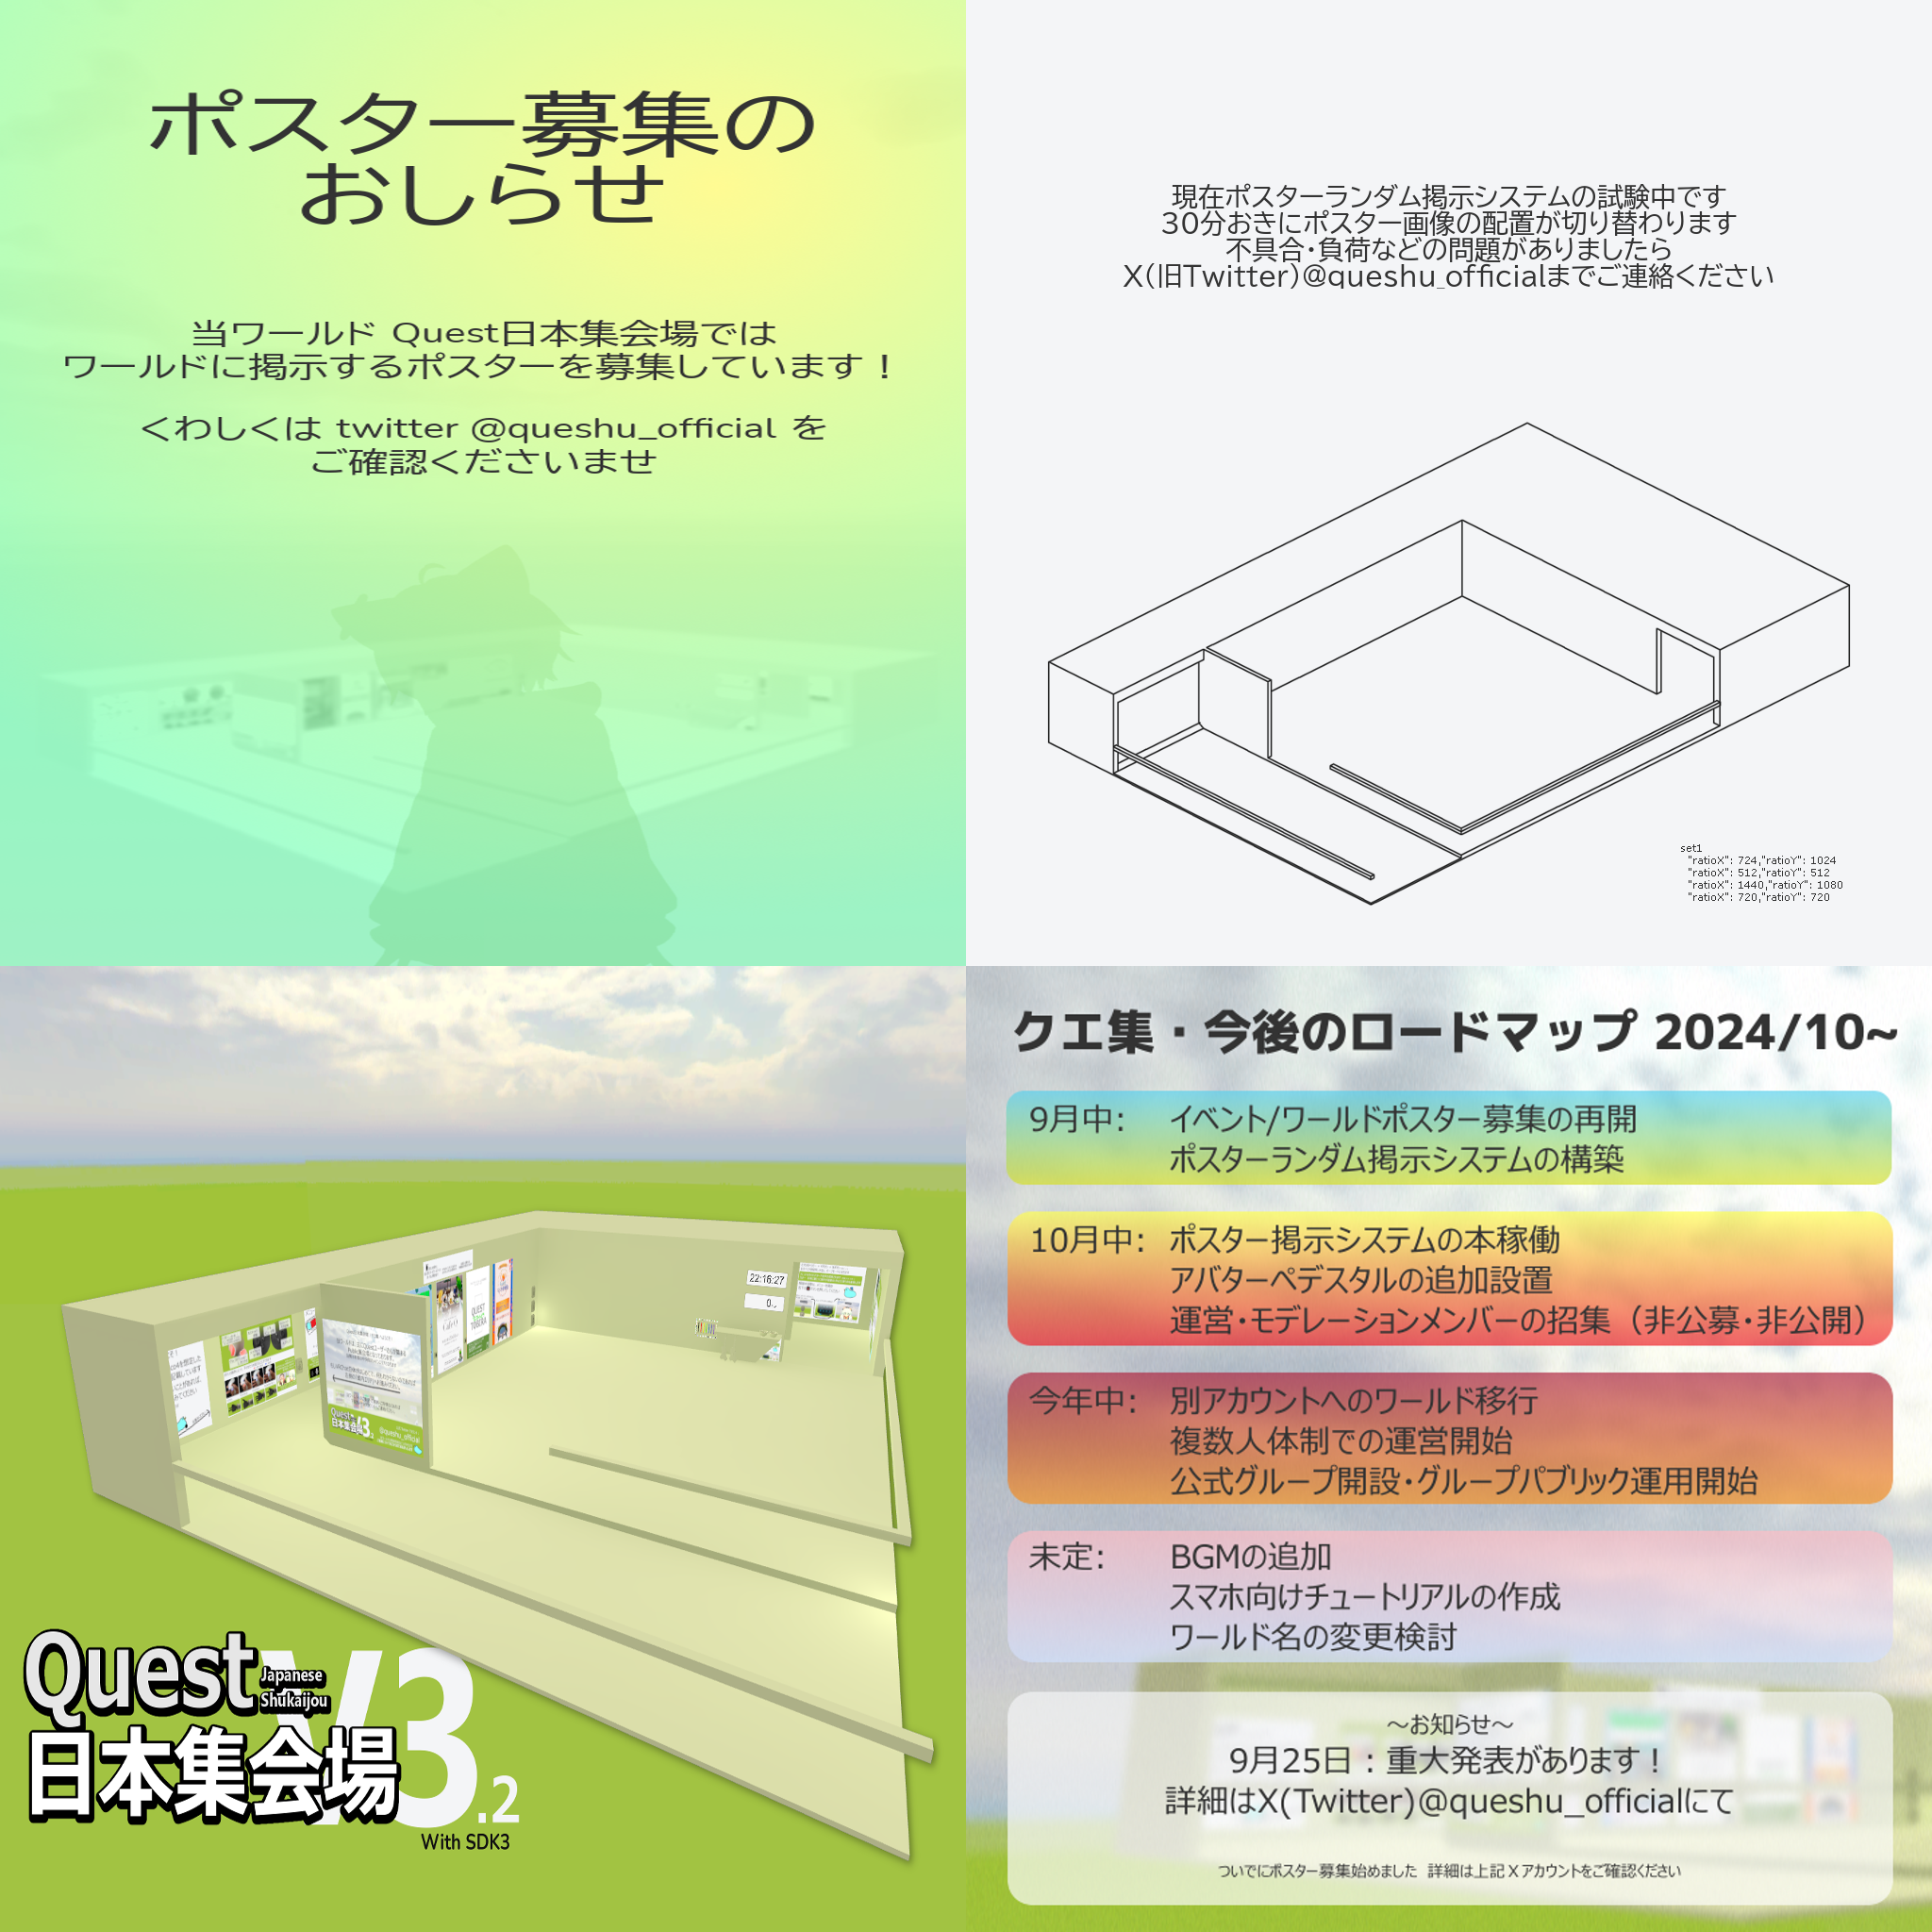 ポスター募集の
おしらせ
当ワールド Quest日本集会場では
ワールドに掲示するポスターを募集しています！
くわしくは twitter @queshu_official を
ご確認くださいませ
現在ポスターランダム掲示システムの試験中です
30分おきにポスター画像の配置が切り替わります
不具合・負荷などの問題がありましたら
X（旧Twitter）@queshu_officialまでご連絡ください
set1
"ratioX": 724,"ratioY": 1024
"ratioX": 512,"ratioY": 512
"ratioX": 1440,"ratioY": 1080
"ratioX": 720,"ratioY": 720
22:16:27
QUEST
Quest
日本集会場
V3
@queshu_official
Quest Japanese
Shukaijou
日本集会場
V3.2
With SDK3
クエ集・今後のロードマップ 2024/10~
9月中: イベント/ワールドポスター募集の再開
ポスターランダム掲示システムの構築
10月中: ポスター掲示システムの本稼働
アバターペデスタルの追加設置
運営・モデレーションメンバーの招集（非公募・非公開）
今年中: 別アカウントへのワールド移行
複数人体制での運営開始
公式グループ開設・グループパブリック運用開始
未定: BGMの追加
スマホ向けチュートリアルの作成
ワールド名の変更検討
～お知らせ～
9月25日：重大発表があります！
詳細はX(Twitter)@queshu_officialにて
ついでにポスター募集始めました 詳細は上記 X アカウントをご確認ください